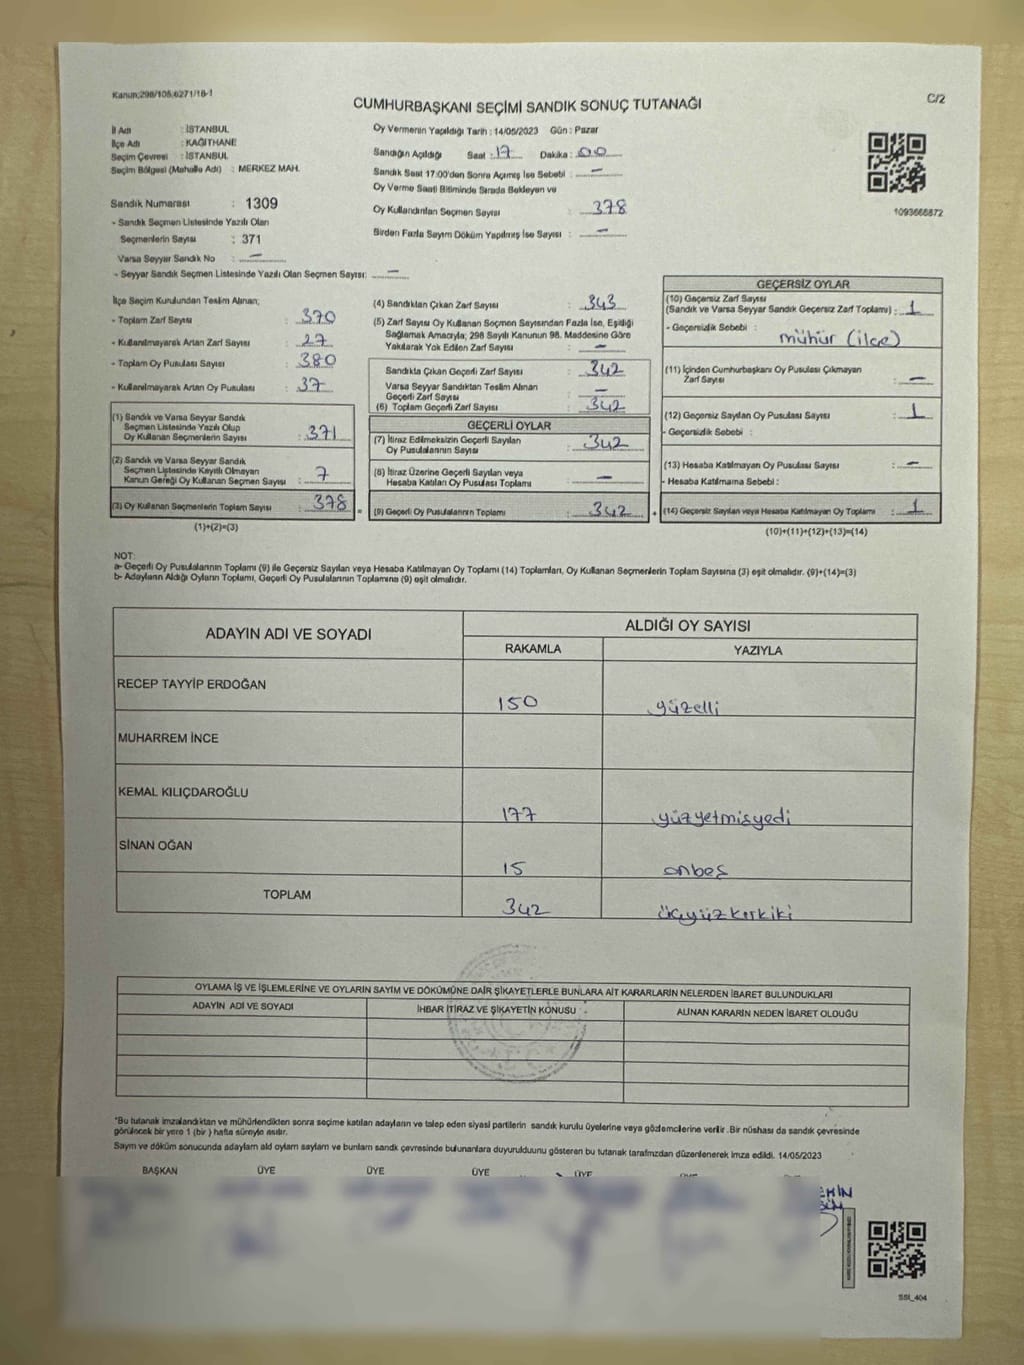 Kanun;298/105;6271/16-1
CUMHURBAŞKANI SEÇİMİ SANDIK SONUÇ TUTANAĞI
C/2
İl Adı : İSTANBUL
İlçe Adı : KAĞITHANE
Seçim Çevresi : İSTANBUL
Seçim Bölgesi (Mahalle Adı) : MERKEZ MAH.
Sandık Numarası : 1309
- Sandık Seçmen Listesinde Yazılı Olan
Seçmenlerin Sayısı : 371
Varsa Seyyar Sandık No : —
- Seyyar Sandık Seçmen Listesinde Yazılı Olan Seçmen Sayısı: —
Oy Vermenin Yapıldığı Tarih : 14/05/2023 Gün : Pazar
Sandığın Açıldığı Saat : 17 Dakika : 00
Sandık Saat 17:00'den Sonra Açılmış İse Sebebi : —
Oy Verme Saati Bitiminde Sırada Bekleyen ve
Oy Kullandırılan Seçmen Sayısı : 378
Birden Fazla Sayım Döküm Yapılmış İse Sayısı : —
1093666872
İlçe Seçim Kurulundan Teslim Alınan;
- Toplam Zarf Sayısı : 370
- Kullanılmayarak Artan Zarf Sayısı : 27
- Toplam Oy Pusulası Sayısı : 380
- Kullanılmayarak Artan Oy Pusulası : 37
(1) Sandık ve Varsa Seyyar Sandık
Seçmen Listesinde Yazılı Olup
Oy Kullanan Seçmenlerin Sayısı : 371
(2) Sandık ve Varsa Seyyar Sandık
Seçmen Listesinde Kayıtlı Olmayan
Kanun Gereği Oy Kullanan Seçmen Sayısı : 7
(3) Oy Kullanan Seçmenlerin Toplam Sayısı : 378
(1)+(2)=(3)
(4) Sandıktan Çıkan Zarf Sayısı : 343
(5) Zarf Sayısı Oy Kullanan Seçmen Sayısından Fazla İse, Eşitliği
Sağlamak Amacıyla; 298 Sayılı Kanunun 98. Maddesine Göre
Yakılarak Yok Edilen Zarf Sayısı : —
Sandıkta Çıkan Geçerli Zarf Sayısı : 342
Varsa Seyyar Sandıktan Teslim Alınan
Geçerli Zarf Sayısı : —
(6) Toplam Geçerli Zarf Sayısı : 342
GEÇERLİ OYLAR
(7) İtiraz Edilmeksizin Geçerli Sayılan
Oy Pusulalarının Sayısı : 342
(8) İtiraz Üzerine Geçerli Sayılan veya
Hesaba Katılan Oy Pusulası Toplamı : —
(9) Geçerli Oy Pusulalarının Toplamı : 342
GEÇERSİZ OYLAR
(10) Geçersiz Zarf Sayısı
(Sandık ve Varsa Seyyar Sandık Geçersiz Zarf Toplamı) : 1
- Geçersizlik Sebebi : mühür (ilçe)
(11) İçinden Cumhurbaşkanı Oy Pusulası Çıkmayan
Zarf Sayısı : —
(12) Geçersiz Sayılan Oy Pusulası Sayısı : 1
- Geçersizlik Sebebi :
(13) Hesaba Katılmayan Oy Pusulası Sayısı : —
- Hesaba Katılmama Sebebi :
(14) Geçersiz Sayılan veya Hesaba Katılmayan Oy Toplamı : 1
(10)+(11)+(12)+(13)=(14)
NOT:
a- Geçerli Oy Pusulalarının Toplamı (9) ile Geçersiz Sayılan veya Hesaba Katılmayan Oy Toplamı (14) Toplamları, Oy Kullanan Seçmenlerin Toplam Sayısına (3) eşit olmalıdır. (9)+(14)=(3)
b- Adayların Aldığı Oyların Toplamı, Geçerli Oy Pusulalarının Toplamına (9) eşit olmalıdır.
ADAYIN ADI VE SOYADI
ALDIĞI OY SAYISI
RAKAMLA YAZIYLA
RECEP TAYYİP ERDOĞAN 150 yüzelli
MUHARREM İNCE
KEMAL KILIÇDAROĞLU 177 yüzyetmişyedi
SİNAN OĞAN 15 onbeş
TOPLAM 342 üçyüzkırkiki
OYLAMA İŞ VE İŞLEMLERİNE VE OYLARIN SAYIM VE DÖKÜMÜNE DAİR ŞİKAYETLERLE BUNLARA AİT KARARLARIN NELERDEN İBARET BULUNDUKLARI
ADAYIN ADI VE SOYADI İHBAR İTİRAZ VE ŞİKAYETİN KONUSU ALINAN KARARIN NEDEN İBARET OLDUĞU
*Bu tutanak imzalandıktan ve mühürlendikten sonra seçime katılan adayların ve talep eden siyasi partilerin sandık kurulu üyelerine veya gözlemcilerine verilir .Bir nüshası da sandık çevresinde
görülecek bir yere 1 (bir ) hafta süreyle asılır.
Sayım ve döküm sonucunda adayların aldı oyların sayların ve bunların sandk çevresinde bulunanlara duyurulduunu gösteren bu tutanak tarafmzdan düzenlenerek imza edildi. 14/05/2023
BAŞKAN ÜYE ÜYE ÜYE ÜYE
SSI_404